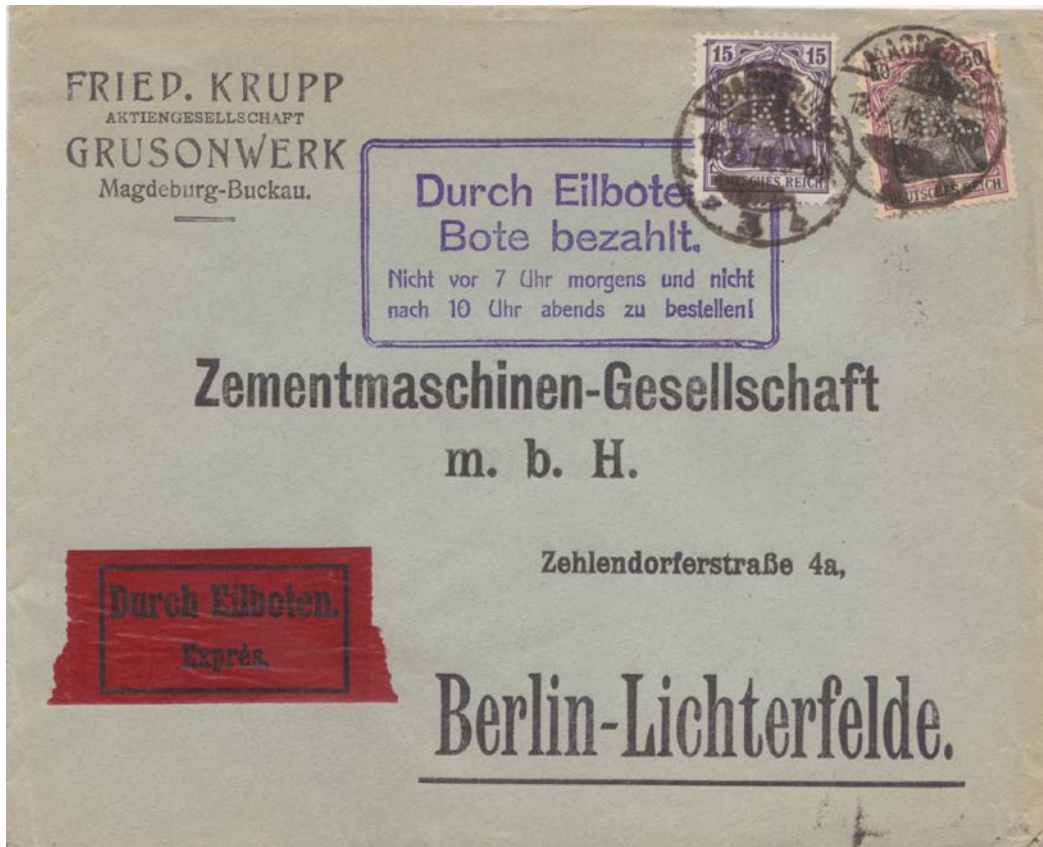 FRIED. KRUPP
AKTIENGESELLSCHAFT
GRUSONWERK
Magdeburg-Buckau.
15 15
DEUTSCHES REICH
60
DEUTSCHES REICH
Durch Eilboten
Bote bezahlt.
Nicht vor 7 Uhr morgens und nicht
nach 10 Uhr abends zu bestellen!
Zementmaschinen-Gesellschaft
m. b. H.
Zehlendorferstraße 4a,
Durch Eilboten.
Exprès.
Berlin-Lichterfelde.